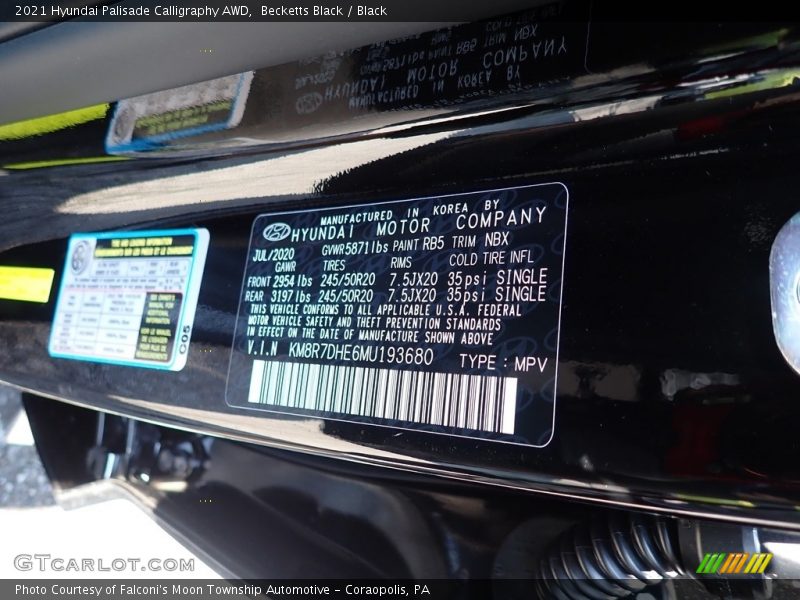 2021 Hyundai Palisade Calligraphy AWD, Becketts Black / Black
MANUFACTURED IN KOREA BY
HYUNDAI MOTOR COMPANY
JUL/2020 GVWR5871lbs PAINT RB5 TRIM NBX
GAWR TIRES RIMS COLD TIRE INFL
FRONT 2954lbs 245/50R20 7.5JX20 35psi SINGLE
REAR 3197lbs 245/50R20 7.5JX20 35psi SINGLE
THIS VEHICLE CONFORMS TO ALL APPLICABLE U.S.A. FEDERAL
MOTOR VEHICLE SAFETY AND THEFT PREVENTION STANDARDS
IN EFFECT ON THE DATE OF MANUFACTURE SHOWN ABOVE
V.I.N KM8R7DHE6MU193680 TYPE : MPV
C05
GTCARLOT.COM
Photo Courtesy of Falconi's Moon Township Automotive – Coraopolis, PA